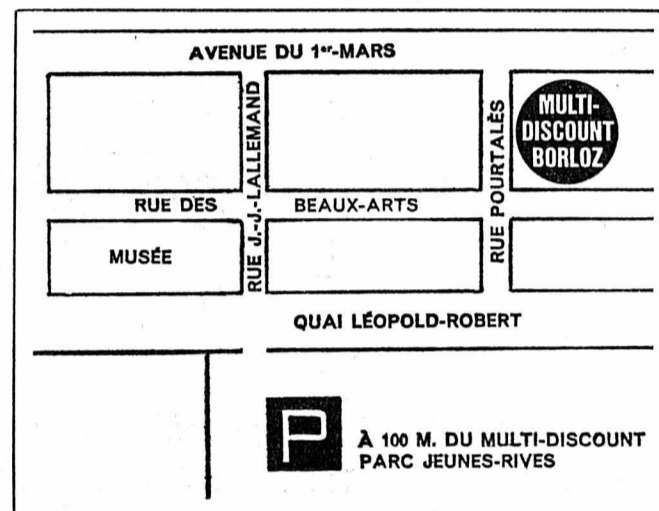 AVENUE DU 1er-MARS
RUE J.-J.-LALLEMAND
RUE POURTALÈS
MULTI-
DISCOUNT
BORLOZ
RUE DES BEAUX-ARTS
MUSÉE
QUAI LÉOPOLD-ROBERT
P
À 100 M. DU MULTI-DISCOUNT
PARC JEUNES-RIVES